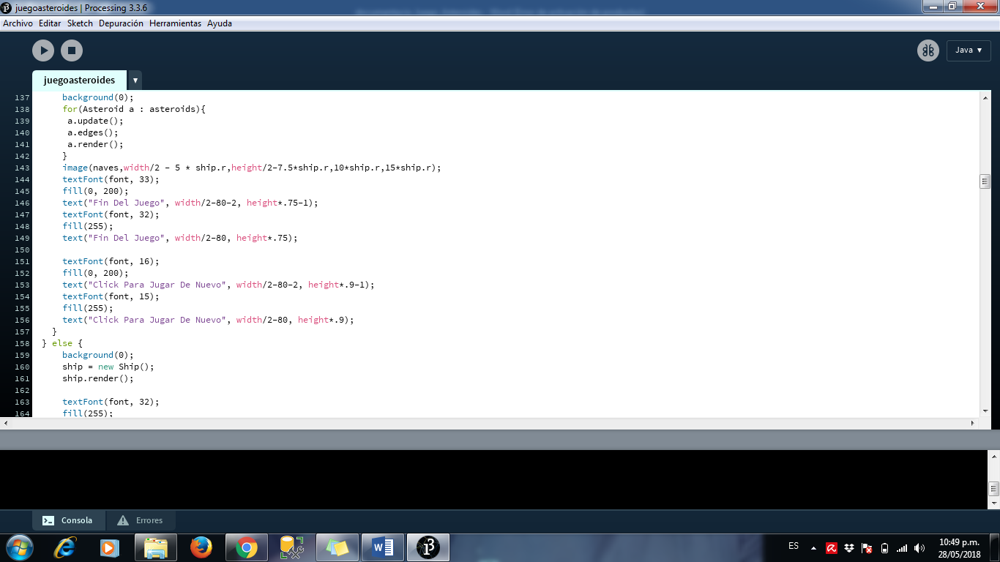 juegoasteroides | Processing 3.3.6
Archivo Editar Sketch Depuración Herramientas Ayuda
Java ▼
juegoasteroides ▼
137 background(0);
138 for(Asteroid a : asteroids){
139 a.update();
140 a.edges();
141 a.render();
142 }
143 image(naves,width/2 - 5 * ship.r,height/2-7.5*ship.r,10*ship.r,15*ship.r);
144 textFont(font, 33);
145 fill(0, 200);
146 text("Fin Del Juego", width/2-80-2, height*.75-1);
147 textFont(font, 32);
148 fill(255);
149 text("Fin Del Juego", width/2-80, height*.75);
150
151 textFont(font, 16);
152 fill(0, 200);
153 text("Click Para Jugar De Nuevo", width/2-80-2, height*.9-1);
154 textFont(font, 15);
155 fill(255);
156 text("Click Para Jugar De Nuevo", width/2-80, height*.9);
157 }
158 } else {
159 background(0);
160 ship = new Ship();
161 ship.render();
162
163 textFont(font, 32);
164 fill(255);
Consola Errores
ES
10:49 p.m.
28/05/2018